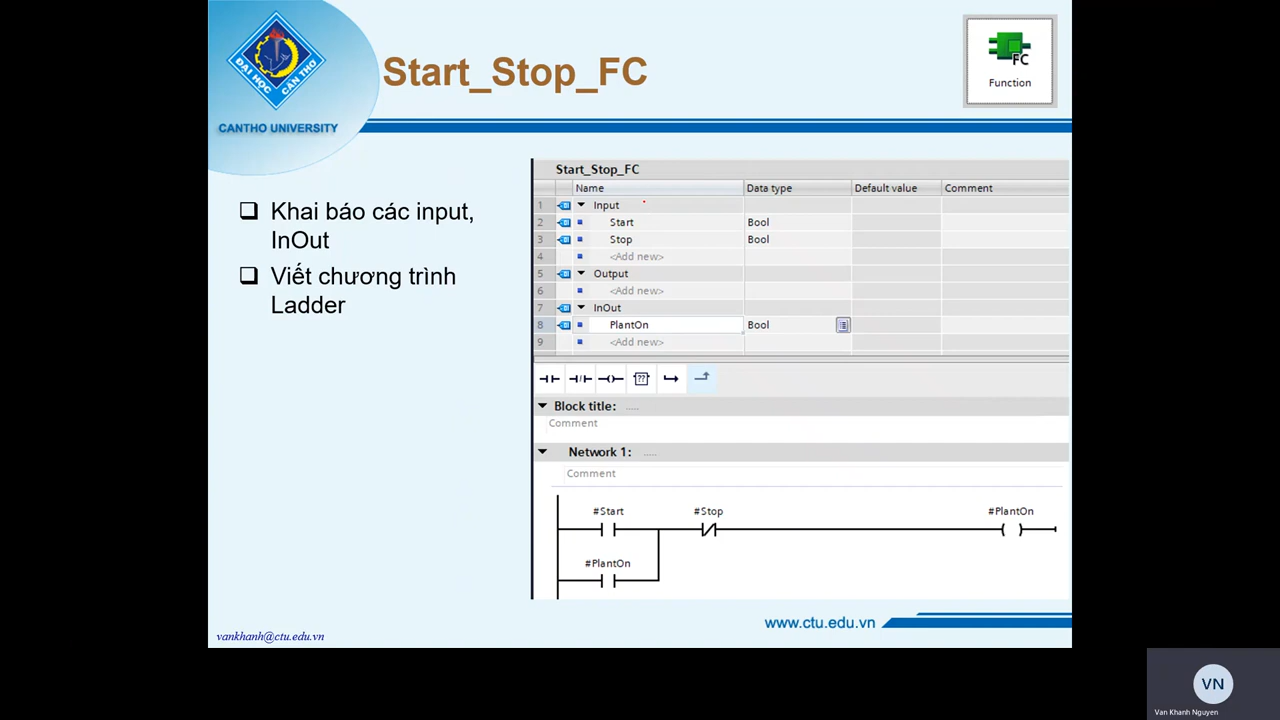 ĐẠI HỌC CẦN THƠ
CANTHO UNIVERSITY
Start_Stop_FC
FC
Function
Khai báo các input,
InOut
Viết chương trình
Ladder
Start_Stop_FC
Name Data type Default value Comment
1 Input
2 Start Bool
3 Stop Bool
4 <Add new>
5 Output
6 <Add new>
7 InOut
8 PlantOn Bool
9 <Add new>
??
Block title: .....
Comment
Network 1: .....
Comment
#Start #Stop #PlantOn
#PlantOn
www.ctu.edu.vn
vankhanh@ctu.edu.vn
VN
Van Khanh Nguyen